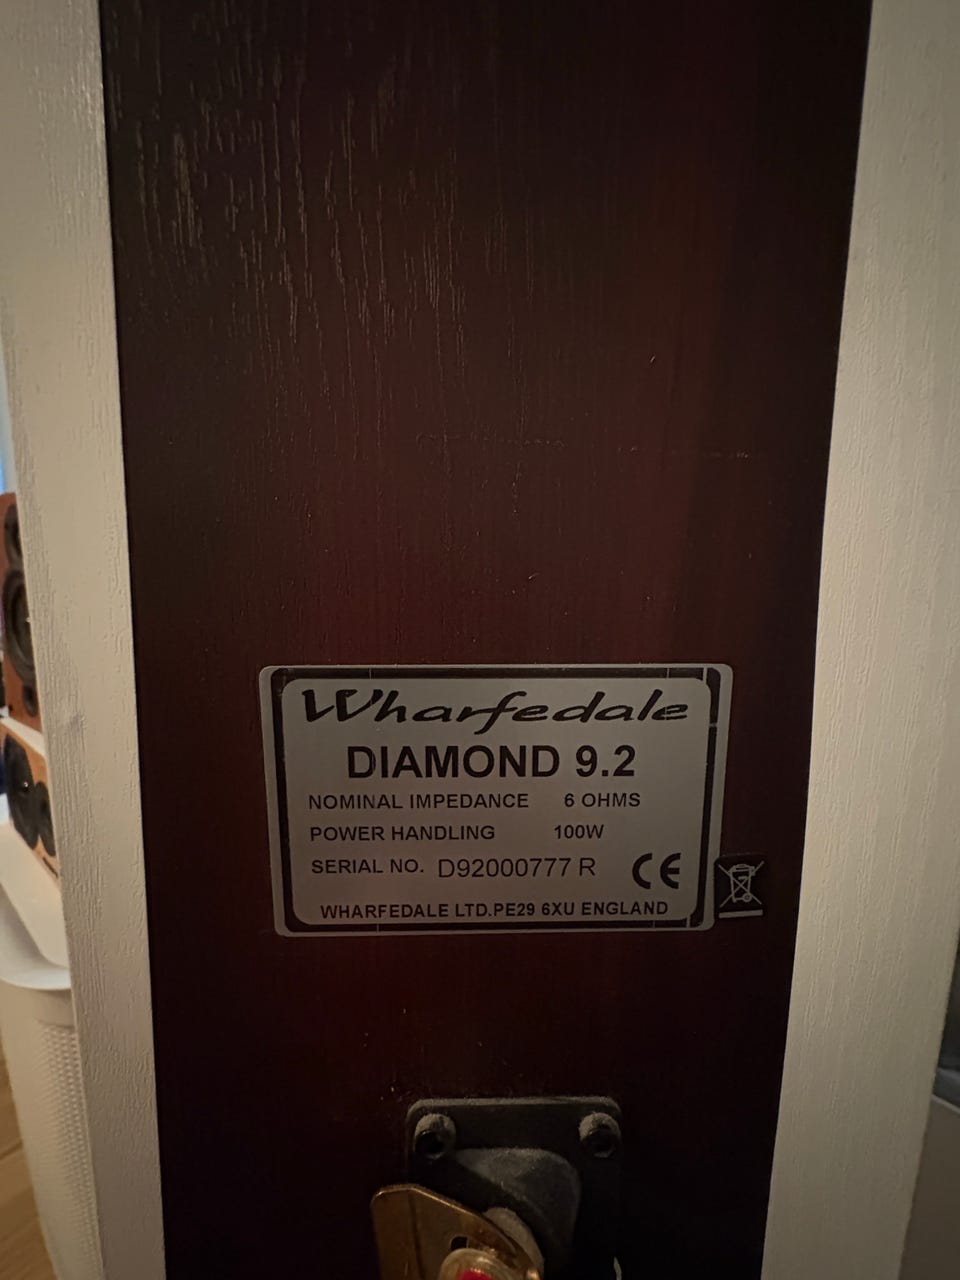 Wharfedale
DIAMOND 9.2
NOMINAL IMPEDANCE 6 OHMS
POWER HANDLING 100W
SERIAL NO. D92000777 R CE
WHARFEDALE LTD.PE29 6XU ENGLAND